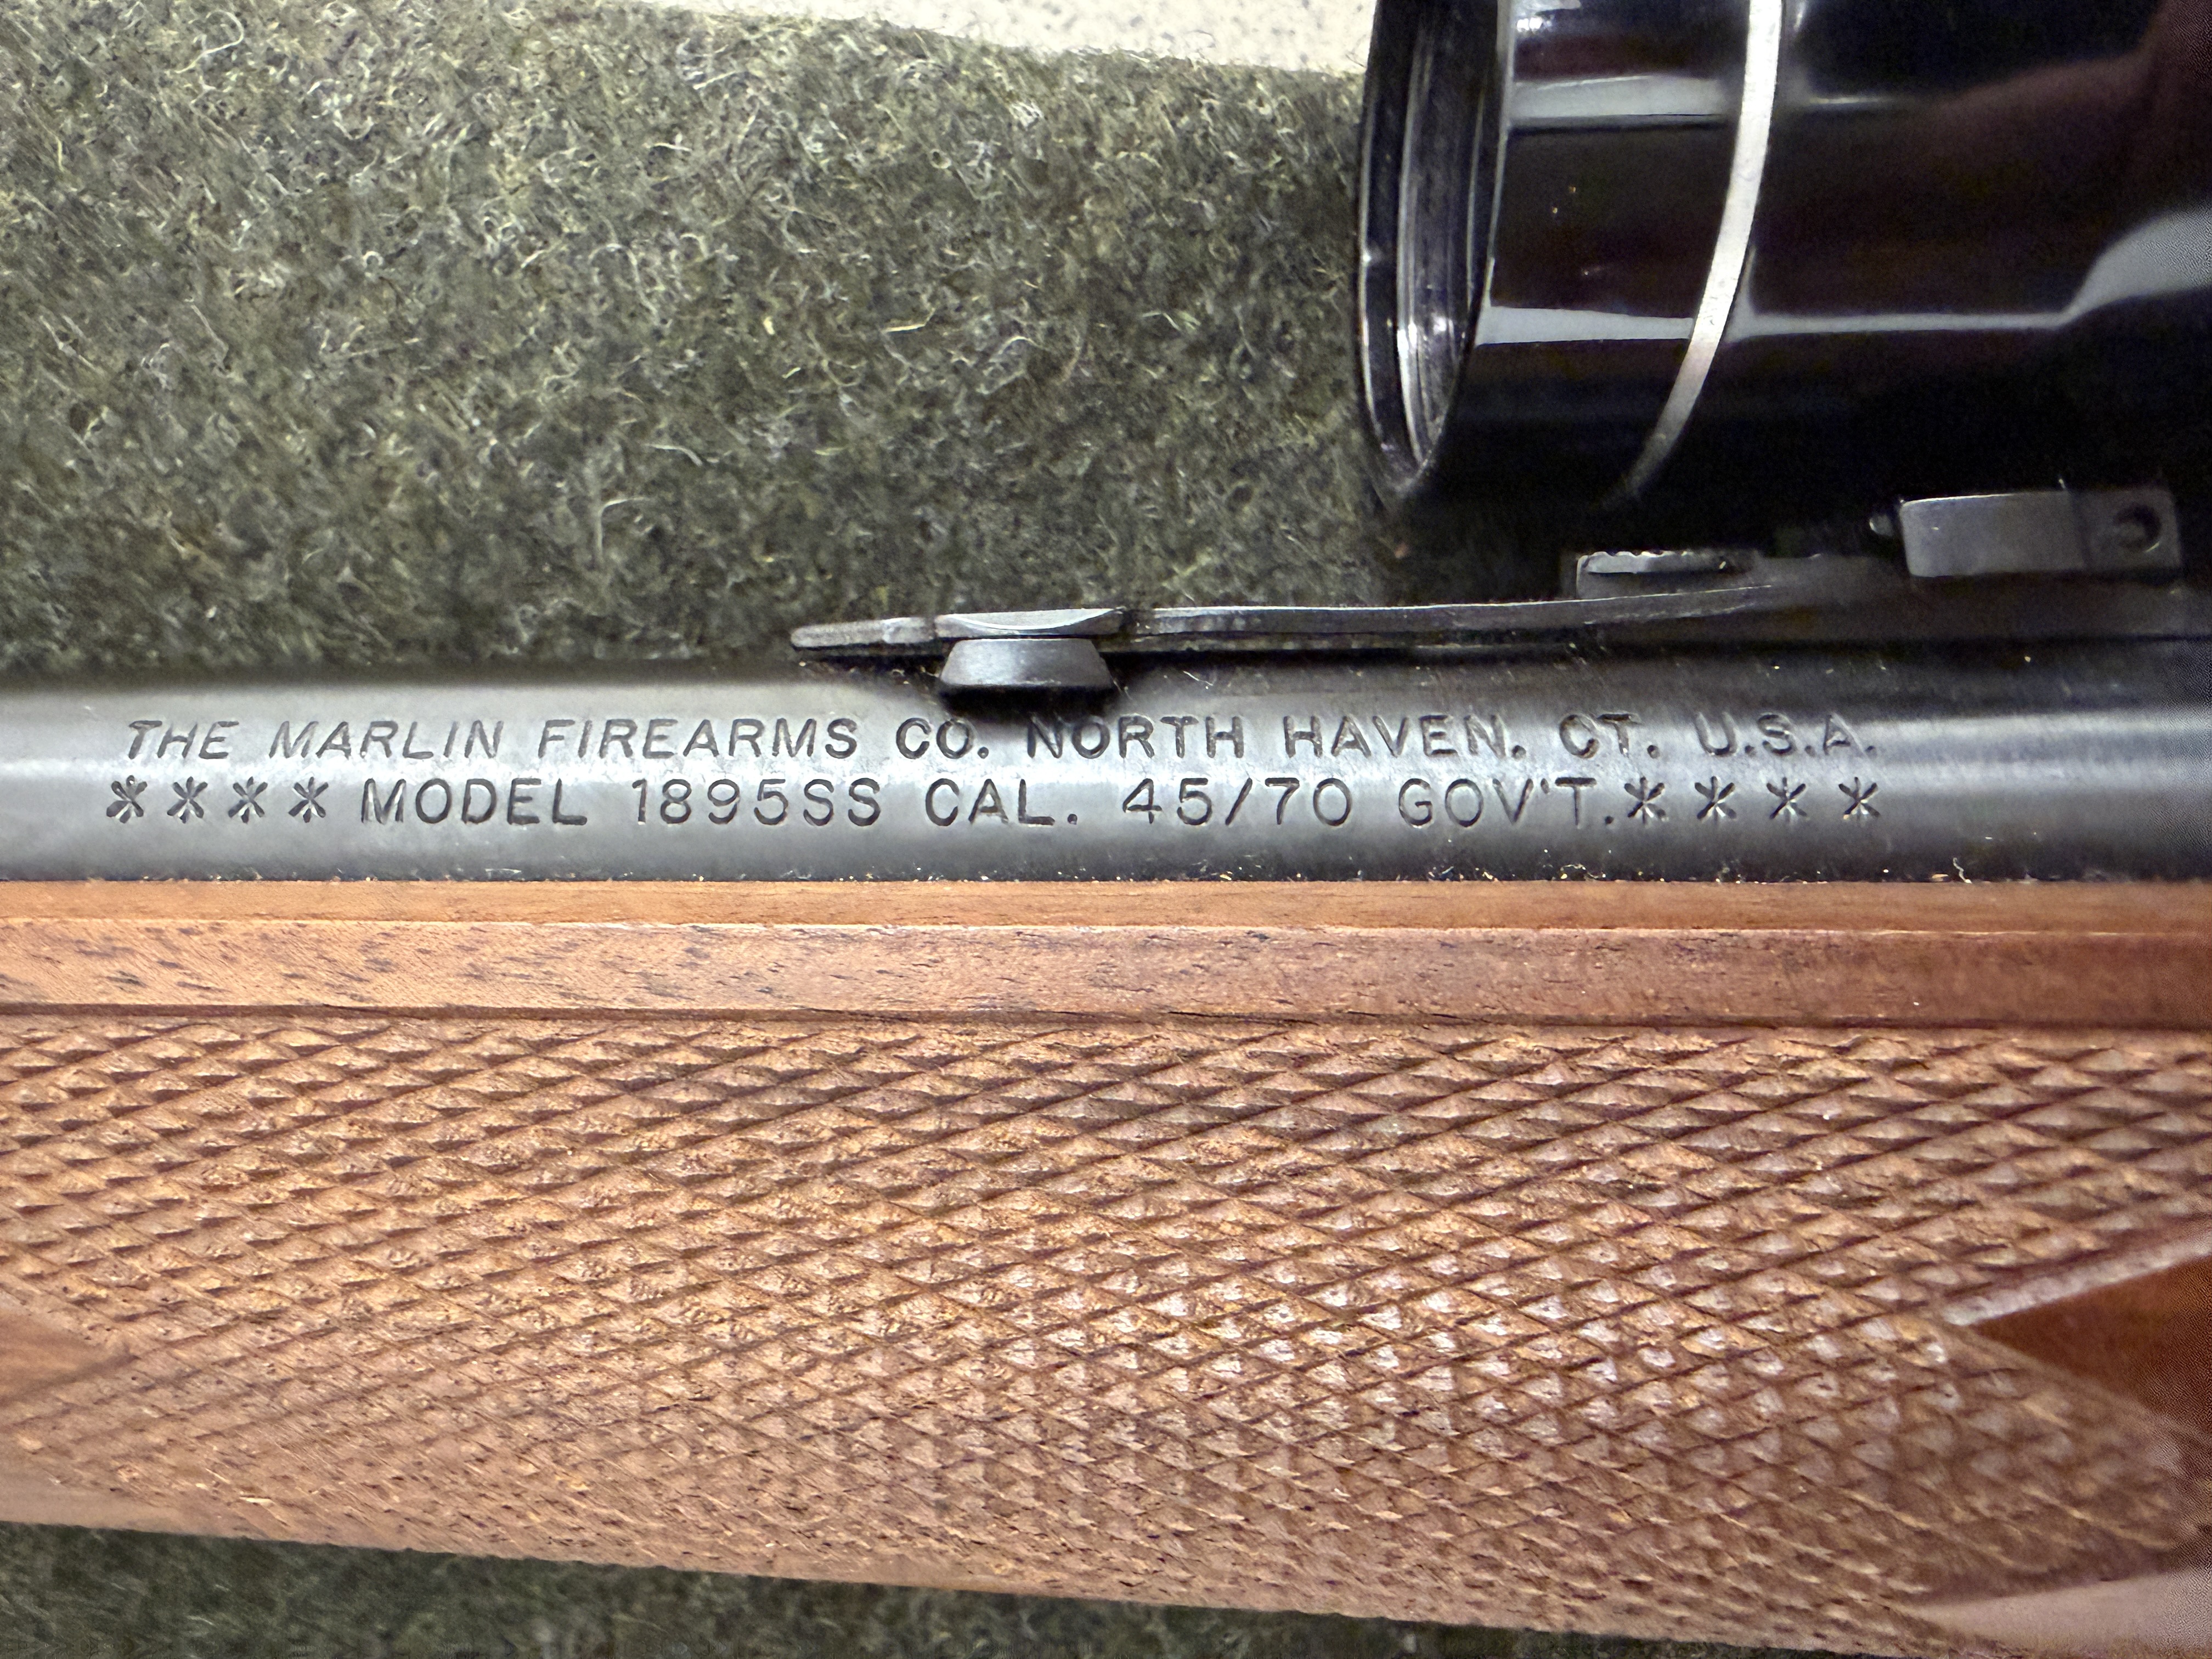 THE MARLIN FIREARMS CO. NORTH HAVEN. CT. U.S.A.
****MODEL 1895SS CAL. 45/70 GOV'T.****